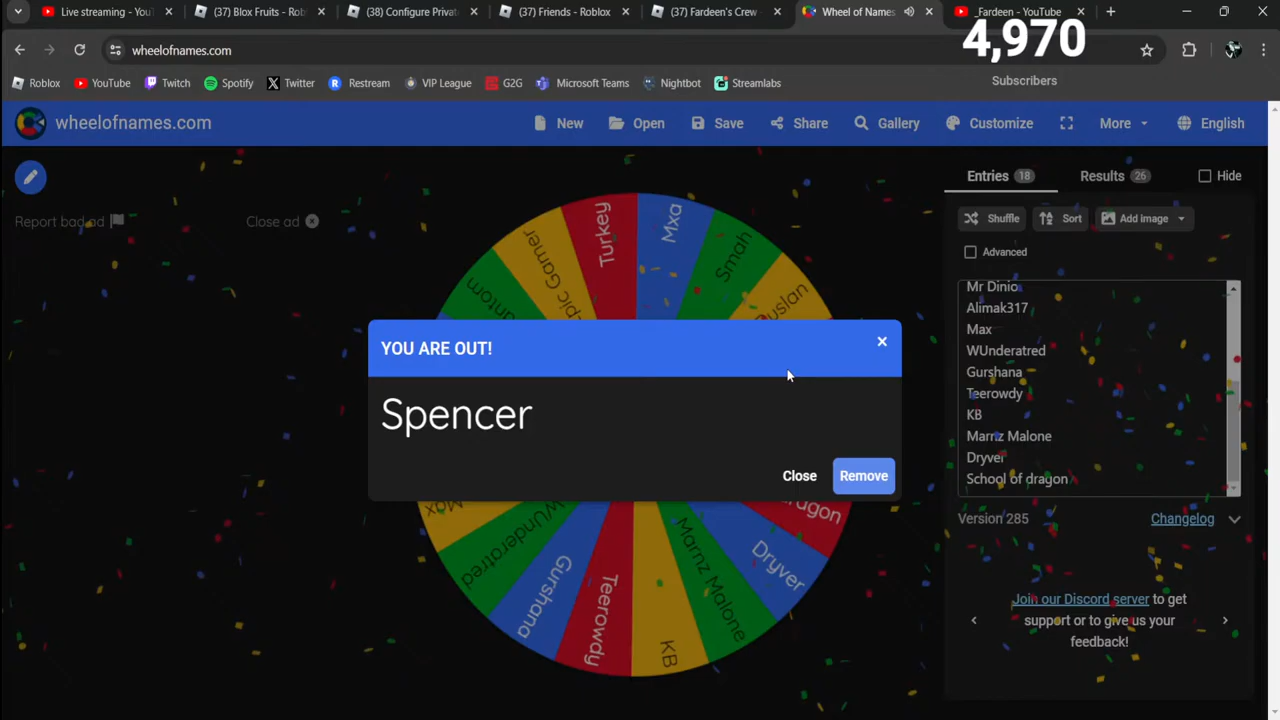 Live streaming - You
(37) Blox Fruits - Rob
(38) Configure Privat
(37) Friends - Roblox
(37) Fardeen's Crew -
Wheel of Names
_Fardeen - YouTube
wheelofnames.com
4,970
Subscribers
Roblox
YouTube
Twitch
Spotify
Twitter
Restream
VIP League
G2G
Microsoft Teams
Nightbot
Streamlabs
wheelofnames.com
New
Open
Save
Share
Gallery
Customize
More
English
Report bad ad
Close ad
Entries 18
Results 26
Hide
Shuffle
Sort
Add image
Advanced
Mr Dinio
Alimak317
Max
WUnderatred
Gurshana
Teerowdy
KB
Marnz Malone
Dryver
School of dragon
Version 285
Changelog
Join our Discord server to get
support or to give us your
feedback!
Turkey
Mxa
Smah
YOU ARE OUT!
Spencer
Close
Remove
WUnderatred
Gurshana
Teerowdy
KB
Marnz Malone
Dryver